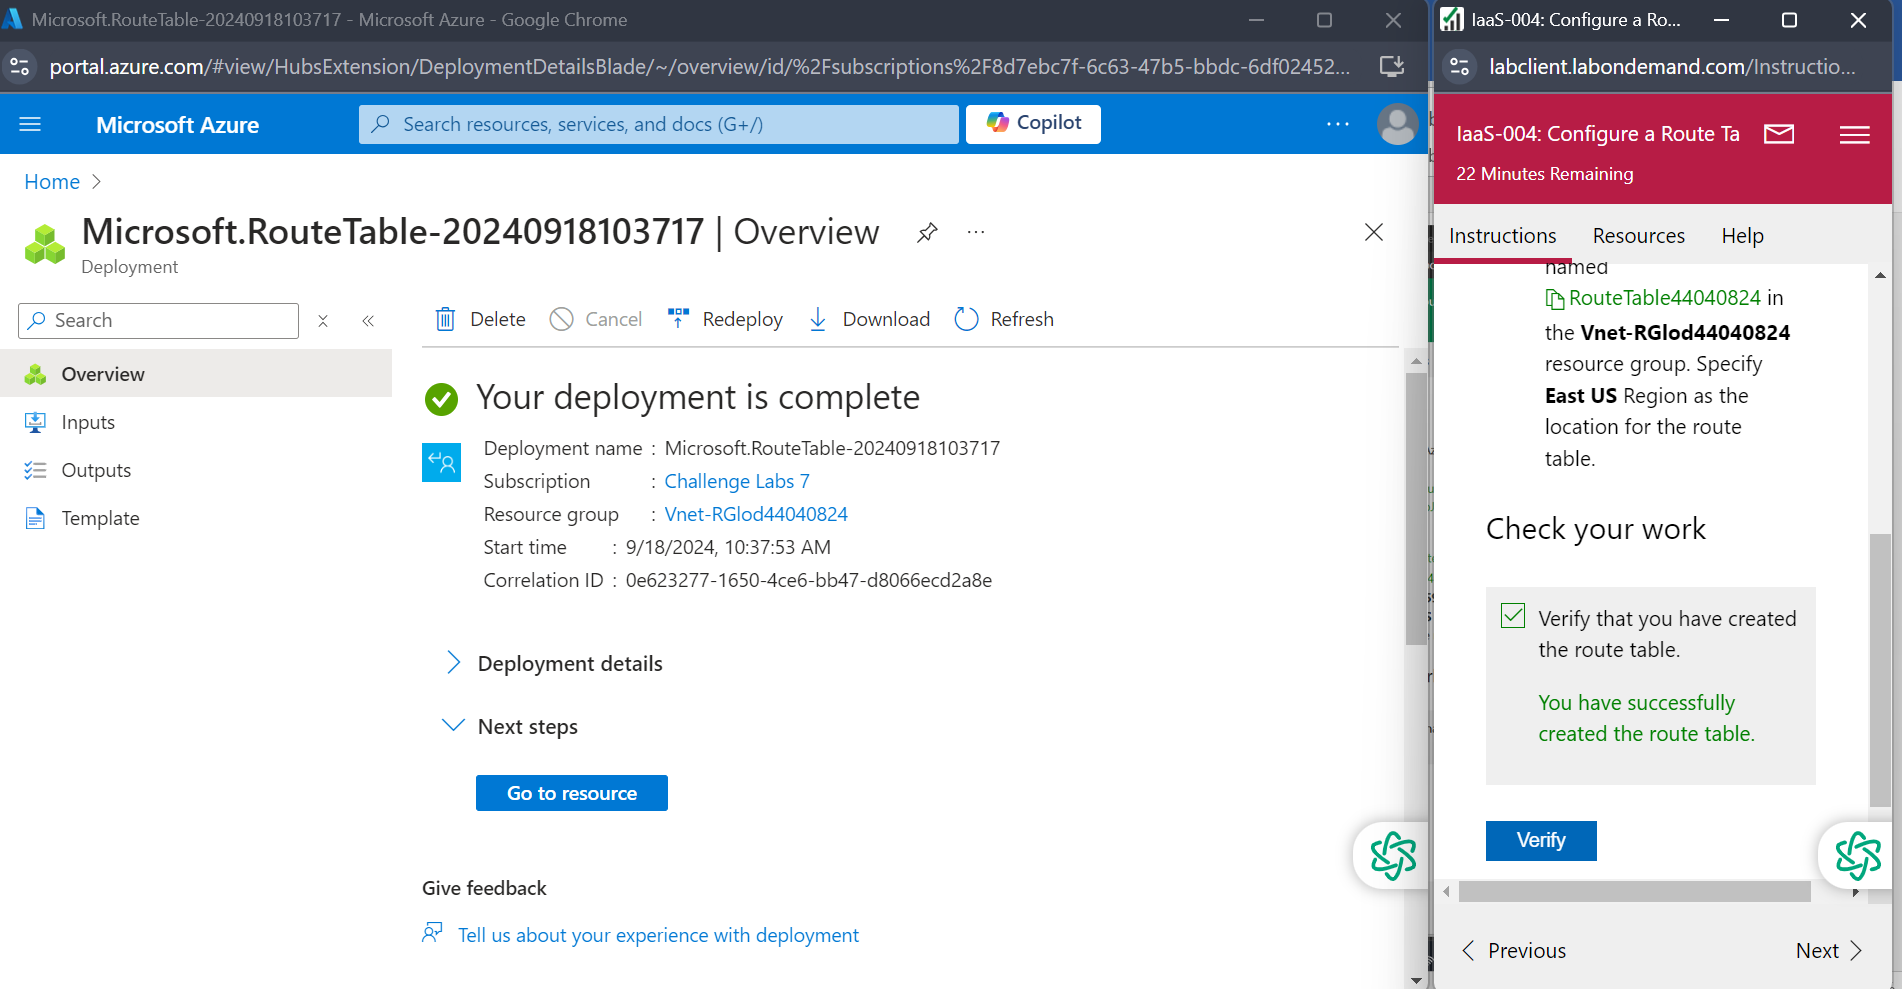 Microsoft.RouteTable-20240918103717 - Microsoft Azure - Google Chrome
portal.azure.com/#view/HubsExtension/DeploymentDetailsBlade/~/overview/id/%2Fsubscriptions%2F8d7ebc7f-6c63-47b5-bbdc-6df02452...
Microsoft Azure
Search resources, services, and docs (G+/)
Copilot
Home
Microsoft.RouteTable-20240918103717 | Overview
Deployment
Search
Overview
Inputs
Outputs
Template
Delete
Cancel
Redeploy
Download
Refresh
Your deployment is complete
Deployment name : Microsoft.RouteTable-20240918103717
Subscription : Challenge Labs 7
Resource group : Vnet-RGlod44040824
Start time : 9/18/2024, 10:37:53 AM
Correlation ID : 0e623277-1650-4ce6-bb47-d8066ecd2a8e
Deployment details
Next steps
Go to resource
Give feedback
Tell us about your experience with deployment
IaaS-004: Configure a Ro...
labclient.labondemand.com/Instructio...
IaaS-004: Configure a Route Ta
22 Minutes Remaining
Instructions
Resources
Help
named
RouteTable44040824 in
the Vnet-RGlod44040824
resource group. Specify
East US Region as the
location for the route
table.
Check your work
Verify that you have created
the route table.
You have successfully
created the route table.
Verify
Previous
Next